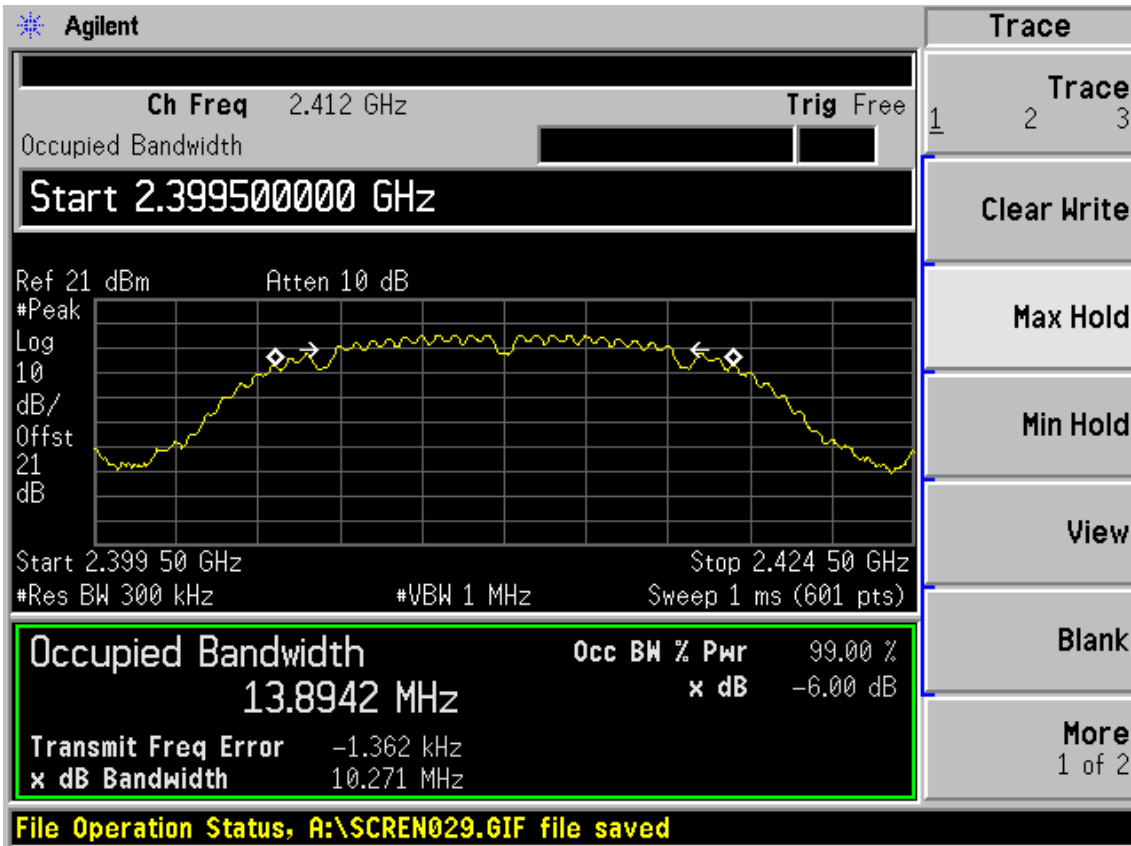 Agilent
Trace
Ch Freq 2.412 GHz Trig Free
Occupied Bandwidth
Trace
1 2 3
Start 2.399500000 GHz
Clear Write
Ref 21 dBm Atten 10 dB
#Peak
Log
10
dB/
Offst
21
dB
Max Hold
Min Hold
View
Start 2.399 50 GHz Stop 2.424 50 GHz
#Res BW 300 kHz #VBW 1 MHz Sweep 1 ms (601 pts)
Occupied Bandwidth
13.8942 MHz
Occ BW % Pwr 99.00 %
x dB -6.00 dB
Blank
Transmit Freq Error -1.362 kHz
x dB Bandwidth 10.271 MHz
More
1 of 2
File Operation Status, A:\SCREN029.GIF file saved